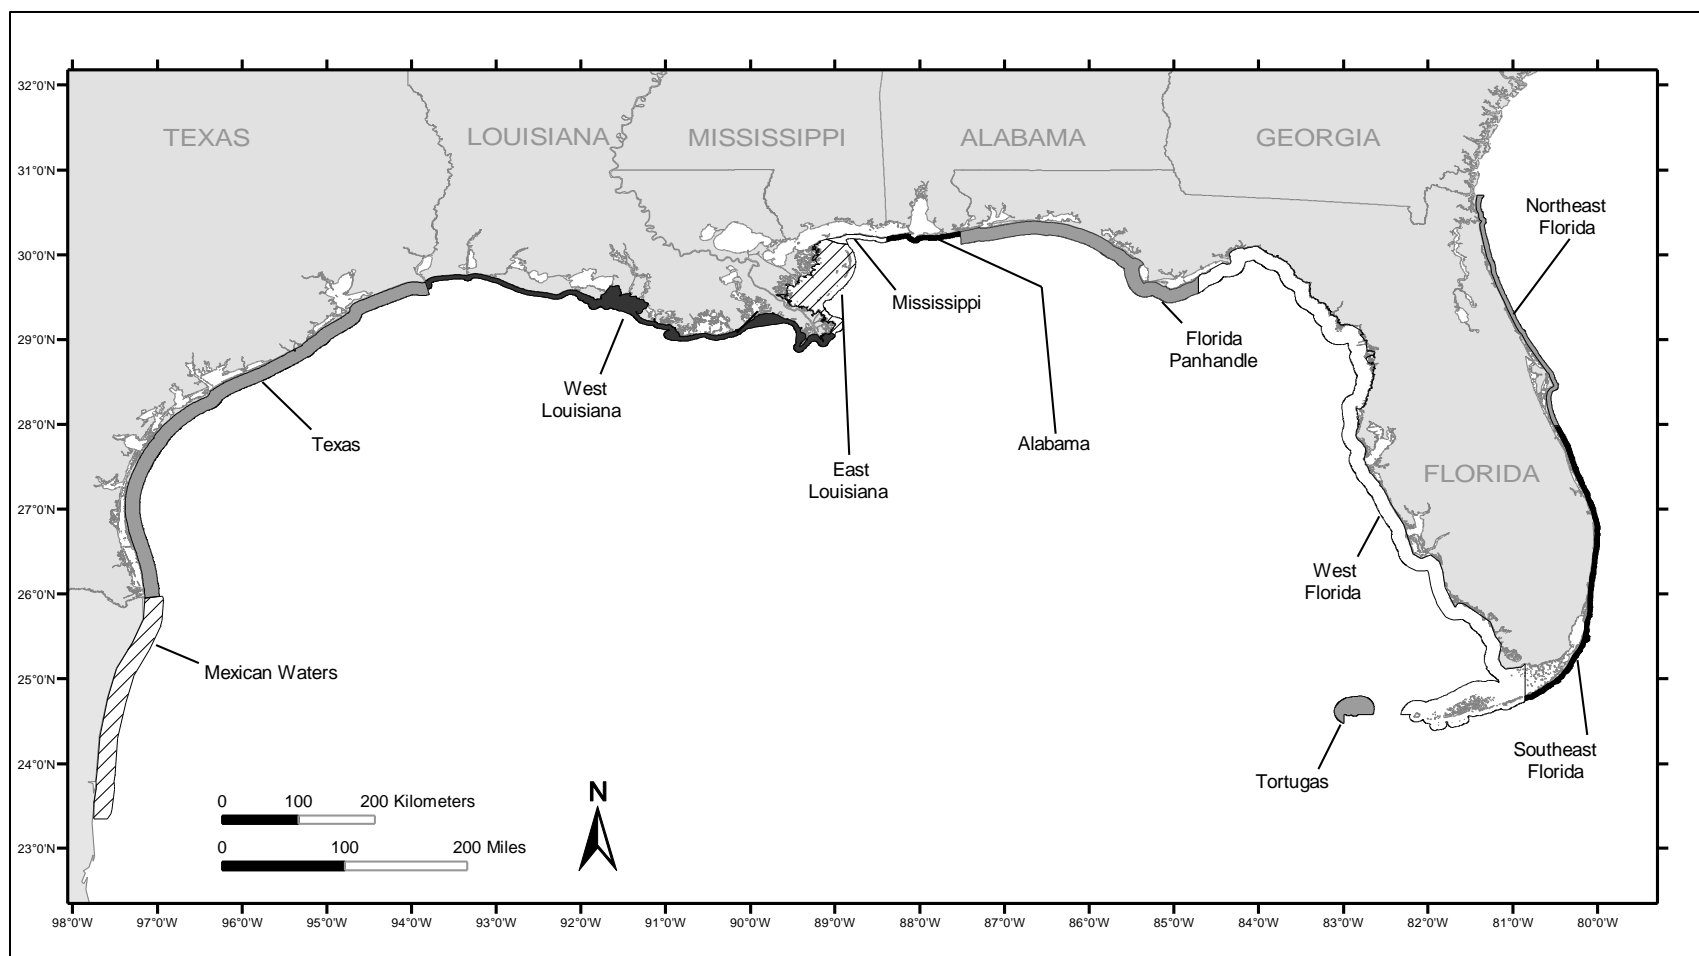 32°0'N
31°0'N
30°0'N
29°0'N
28°0'N
27°0'N
26°0'N
25°0'N
24°0'N
23°0'N
TEXAS
LOUISIANA
MISSISSIPPI
ALABAMA
GEORGIA
FLORIDA
Northeast
Florida
Mississippi
Florida
Panhandle
West
Louisiana
Texas
Alabama
East
Louisiana
West
Florida
Mexican Waters
Southeast
Florida
Tortugas
N
0 100 200 Kilometers
0 100 200 Miles
98°0'W 97°0'W 96°0'W 95°0'W 94°0'W 93°0'W 92°0'W 91°0'W 90°0'W 89°0'W 88°0'W 87°0'W 86°0'W 85°0'W 84°0'W 83°0'W 82°0'W 81°0'W 80°0'W